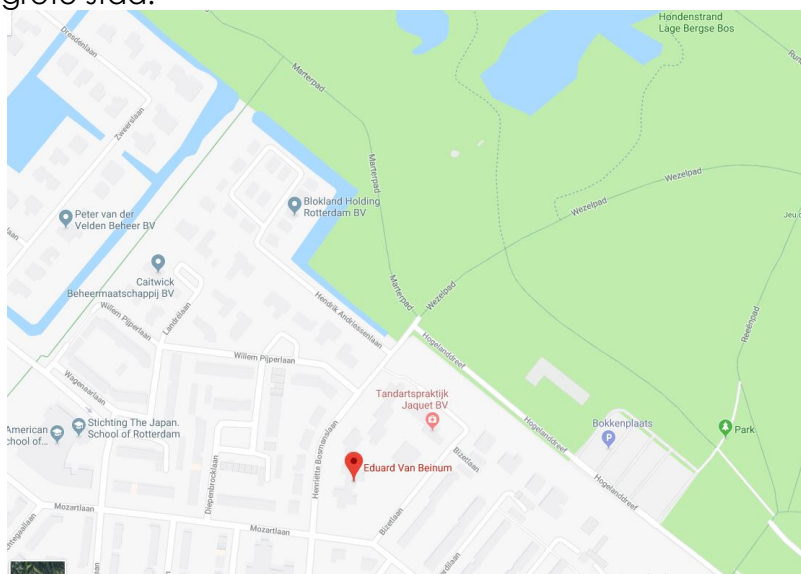 grote stad.
Hondenstrand
Lage Bergse Bos
Dresdenlaan
Zweerslaan
Marterpad
Marterpad
Wezelpad
Wezelpad
Blokland Holding
Rotterdam BV
Peter van der
Velden Beheer BV
Caitwick
Beheermaatschappij BV
Marterpad
Wezelpad
Reeënpad
Willem Pijperlaan
Landrélaan
Hendrik Andriessenlaan
Willem Pijperlaan
Hogelanddreef
Wagenaarlaan
Tandartspraktijk
Jaquet BV
Hogelanddreef
Bokkenplaats
P
Park
American
Stichting The Japan.
School of Rotterdam
Henriëtte Bosmanslaan
Bizetlaan
Eduard Van Beinum
Diepenbrocklaan
Hogelanddreef
Mozartlaan
Mozartlaan
Bizetlaan